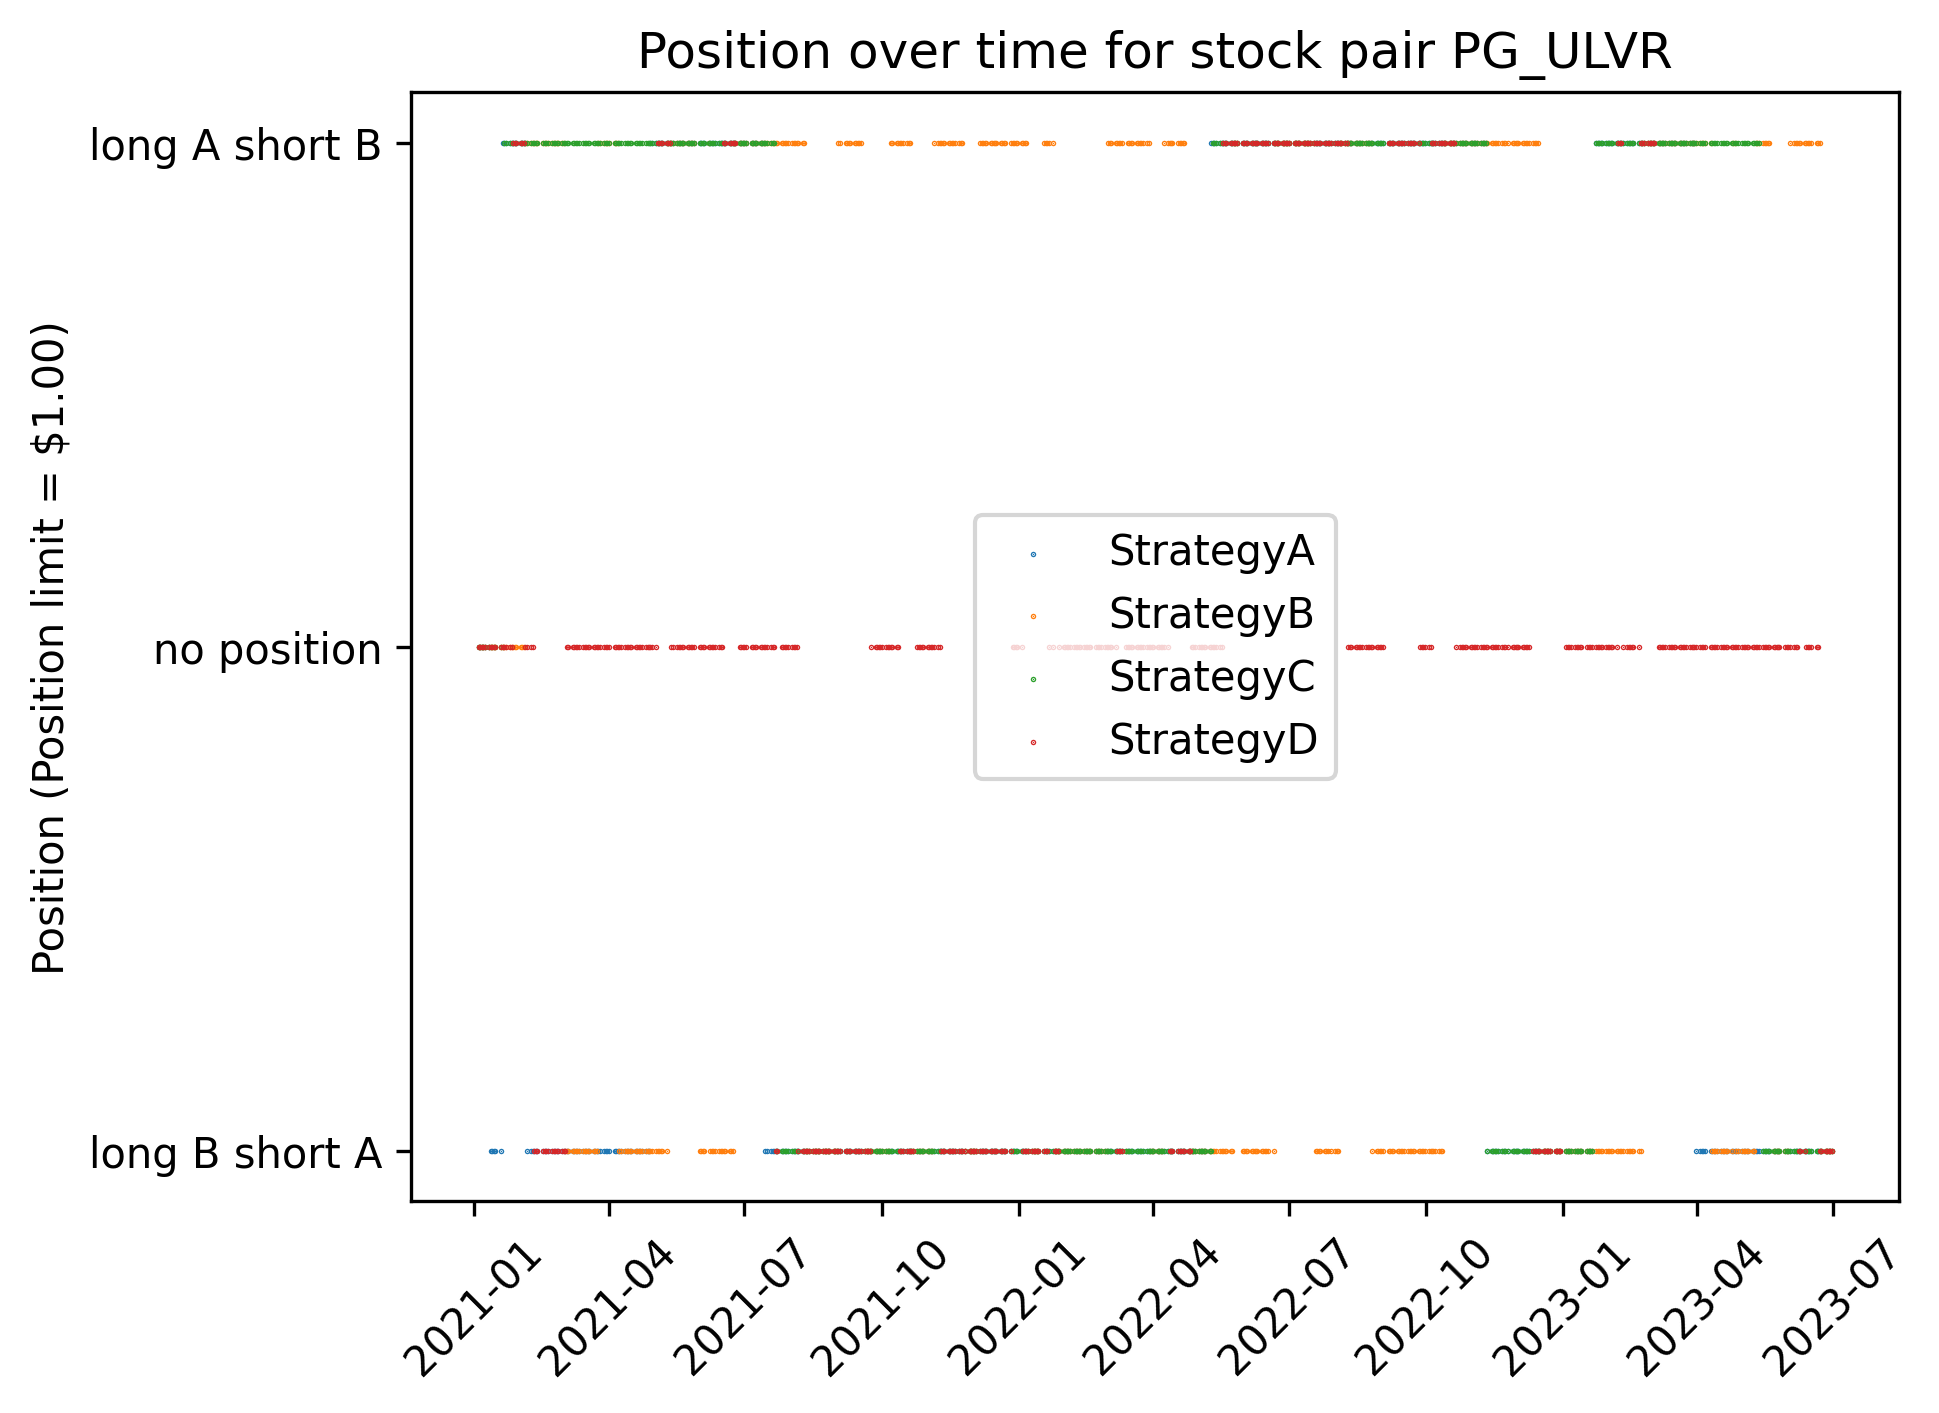 Position over time for stock pair PG_ULVR
Position (Position limit = $1.00)
long A short B
no position
long B short A
StrategyA
StrategyB
StrategyC
StrategyD
2021-01
2021-04
2021-07
2021-10
2022-01
2022-04
2022-07
2022-10
2023-01
2023-04
2023-07